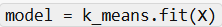 model = k_means.fit(X)